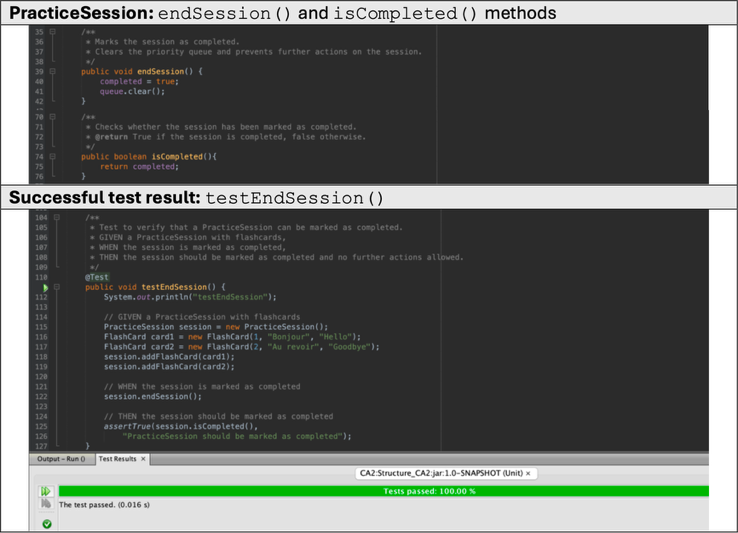 PracticeSession: endSession() and isCompleted() methods
35 /**
36 * Marks the session as completed.
37 * Clears the priority queue and prevents further actions on the session.
38 */
39 public void endSession() {
40 completed = true;
41 queue.clear();
42 }
70 /**
71 * Checks whether the session has been marked as completed.
72 * @return True if the session is completed, false otherwise.
73 */
74 public boolean isCompleted(){
75 return completed;
76 }
Successful test result: testEndSession()
104 /**
105 * Test to verify that a PracticeSession can be marked as completed.
106 * GIVEN a PracticeSession with flashcards,
107 * WHEN the session is marked as completed,
108 * THEN the session should be marked as completed and no further actions allowed.
109 */
110 @Test
public void testEndSession() {
112 System.out.println("testEndSession");
113
114 // GIVEN a PracticeSession with flashcards
115 PracticeSession session = new PracticeSession();
116 FlashCard card1 = new FlashCard(1, "Bonjour", "Hello");
117 FlashCard card2 = new FlashCard(2, "Au revoir", "Goodbye");
118 session.addFlashCard(card1);
119 session.addFlashCard(card2);
120
121 // WHEN the session is marked as completed
122 session.endSession();
123
124 // THEN the session should be marked as completed
125 assertTrue(session.isCompleted(),
126 "PracticeSession should be marked as completed");
127 }
Output - Run () Test Results ×
CA2:Structure_CA2:jar:1.0-SNAPSHOT (Unit) ×
Tests passed: 100.00 %
The test passed. (0.016 s)